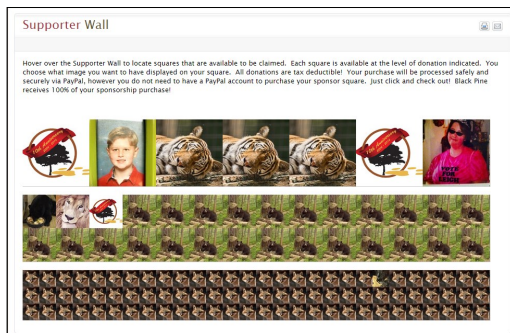 Supporter Wall
Hover over the Supporter Wall to locate squares that are available to be claimed. Each square is available at the level of donation indicated. You
choose what image you want to have displayed on your square. All donations are tax deductible! Your purchase will be processed safely and
securely via PayPal, however you do not need to have a PayPal account to purchase your sponsor square. Just click and check out! Black Pine
receives 100% of your sponsorship purchase!
VOTE
FOR